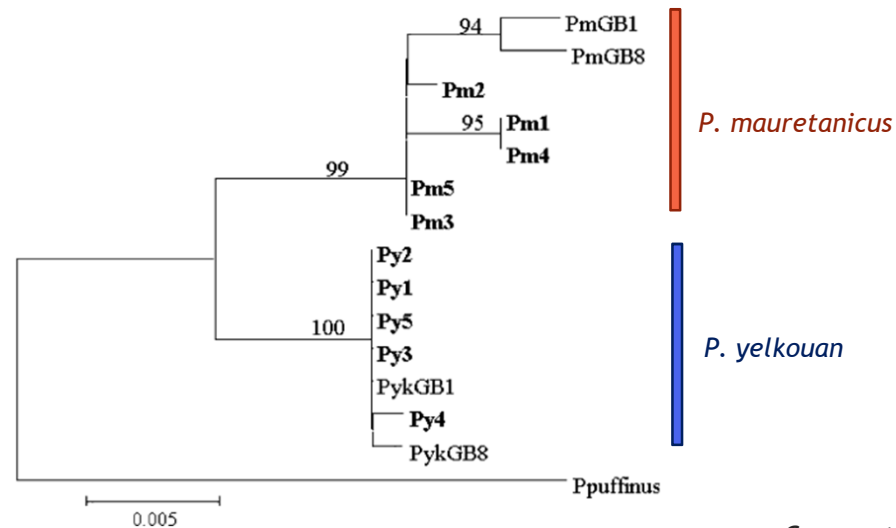 94
PmGB1
PmGB8
Pm2
95
Pm1
P. mauretanicus
Pm4
99
Pm5
Pm3
Py2
Py1
100
Py5
P. yelkouan
Py3
PykGB1
Py4
PykGB8
Ppuffinus
0.005